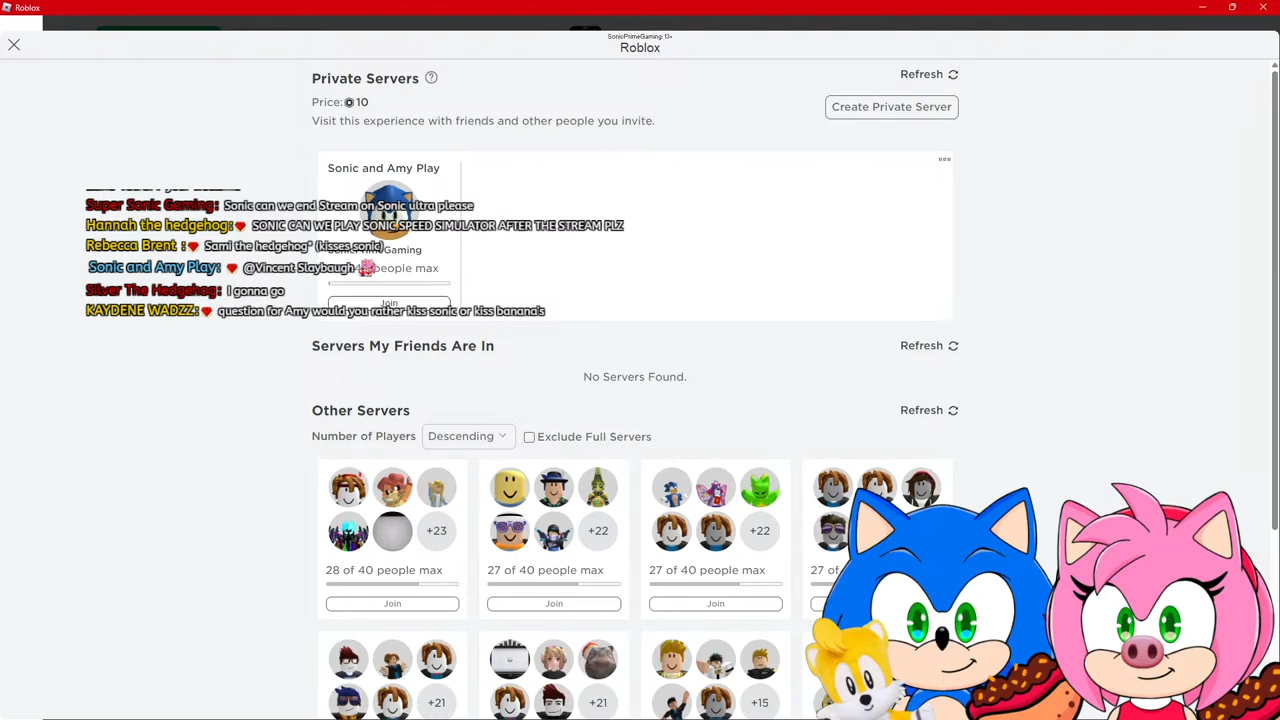 Roblox
SonicPrimeGaming: 13+
Roblox
Private Servers
Refresh
Price: 10
Create Private Server
Visit this experience with friends and other people you invite.
Sonic and Amy Play
Super Sonic Gaming: Sonic can we end Stream on Sonic ultra please
Hannah the hedgehog: SONIC CAN WE PLAY SONIC SPEED SIMULATOR AFTER THE STREAM PLZ
Rebecca Brent : Sami the hedgehog* (kisses sonic)
Gaming
Sonic and Amy Play: @Vincent Slaybaugh
people max
Silver The Hedgehog: I gonna go
Join
KAYDENE WADZZ: question for Amy would you rather kiss sonic or kiss banana's
Servers My Friends Are In
Refresh
No Servers Found.
Other Servers
Refresh
Number of Players
Descending
Exclude Full Servers
+23
+22
+22
28 of 40 people max
27 of 40 people max
27 of 40 people max
27 of
Join
Join
Join
+21
+21
+15